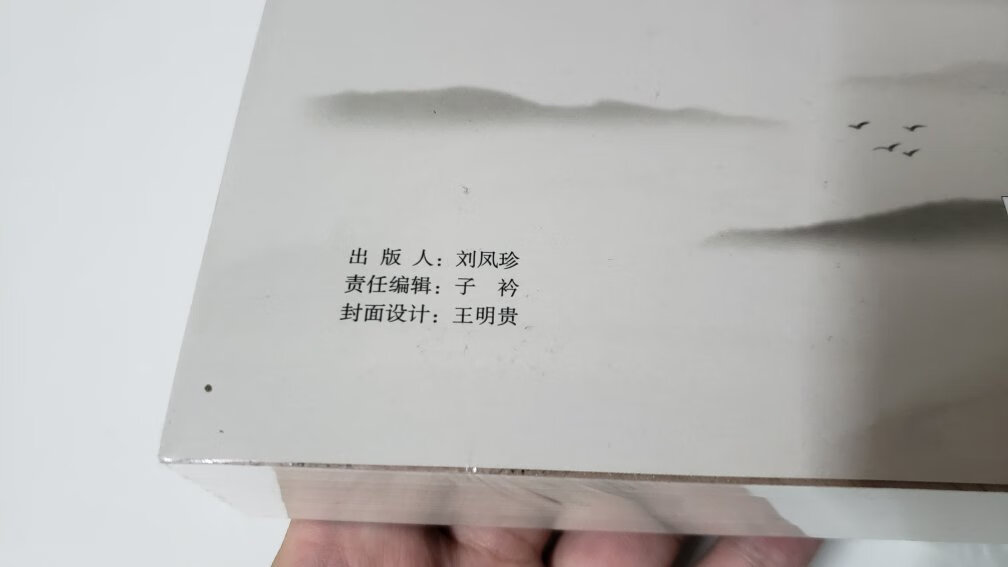 出 版 人：刘凤珍
责任编辑：子 衿
封面设计：王明贵